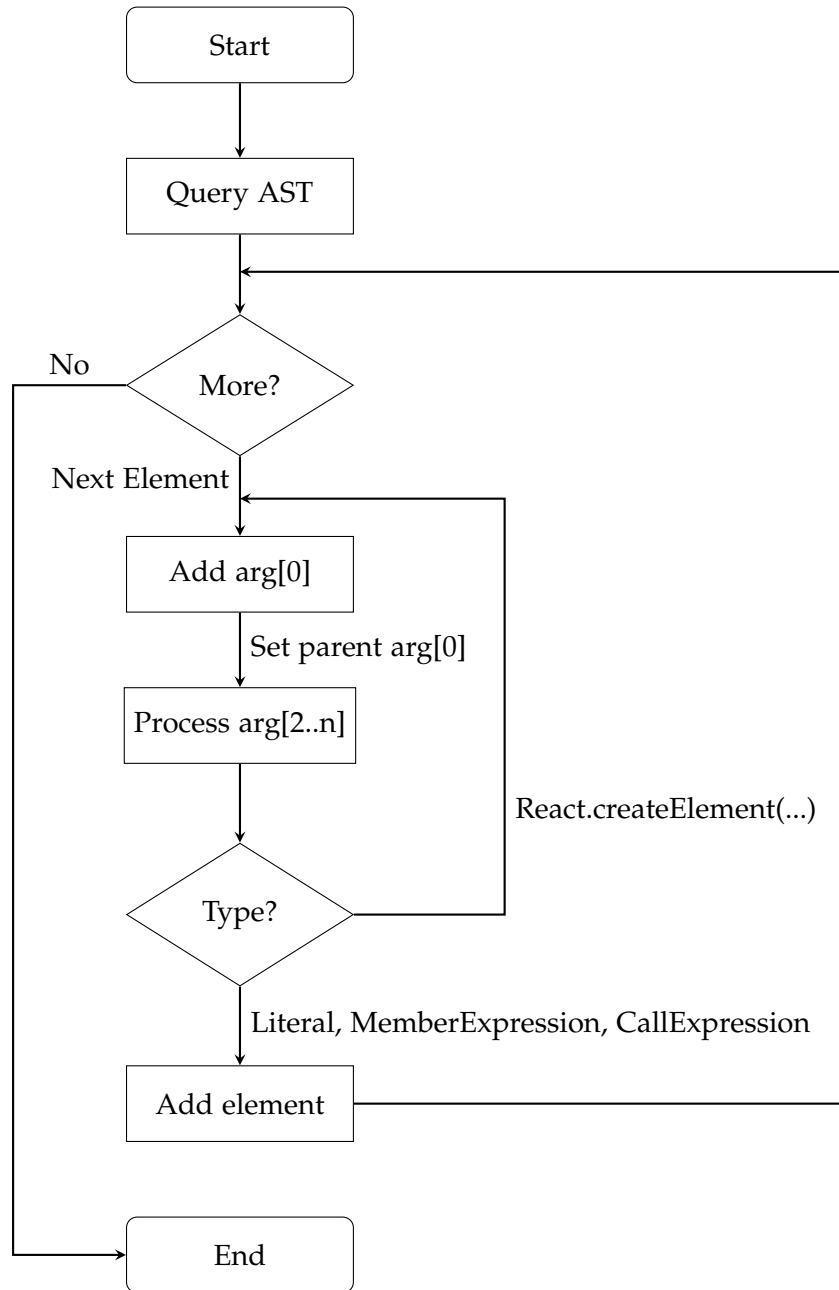 Start
Query AST
No
More?
Next Element
Add arg[0]
Set parent arg[0]
Process arg[2..n]
React.createElement(...)
Type?
Literal, MemberExpression, CallExpression
Add element
End